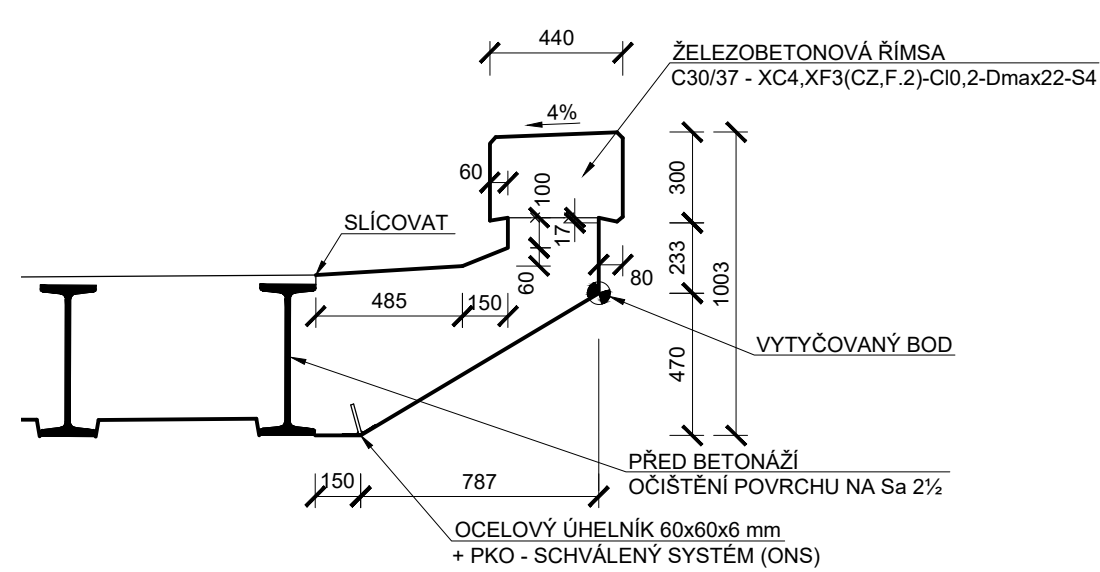 440
ŽELEZOBETONOVÁ ŘÍMSA
C30/37 - XC4,XF3(CZ,F.2)-Cl0,2-Dmax22-S4
4%
60
100
300
SLÍCOVAT
17
233
1003
60
80
485
150
VYTYČOVANÝ BOD
470
PŘED BETONÁŽÍ
OČIŠTĚNÍ POVRCHU NA Sa 2½
150
787
OCELOVÝ ÚHELNÍK 60x60x6 mm
+ PKO - SCHVÁLENÝ SYSTÉM (ONS)